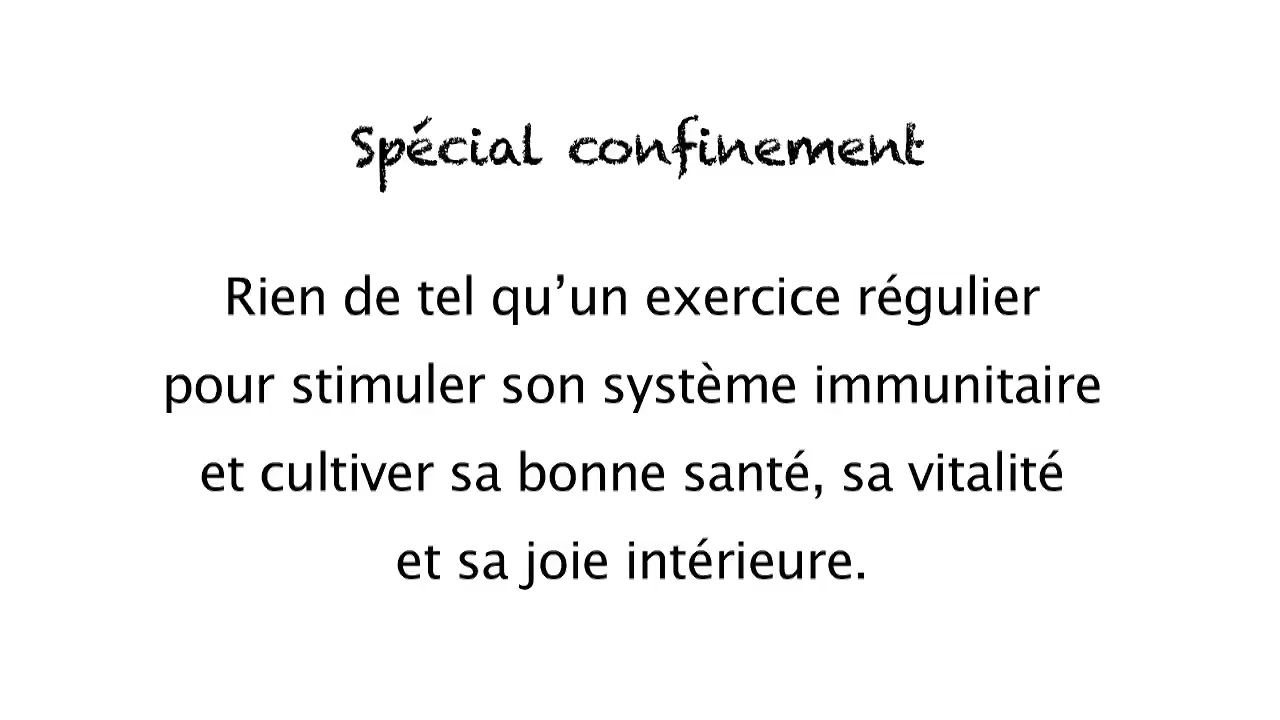 Spécial confinement
Rien de tel qu’un exercice régulier
pour stimuler son système immunitaire
et cultiver sa bonne santé, sa vitalité
et sa joie intérieure.